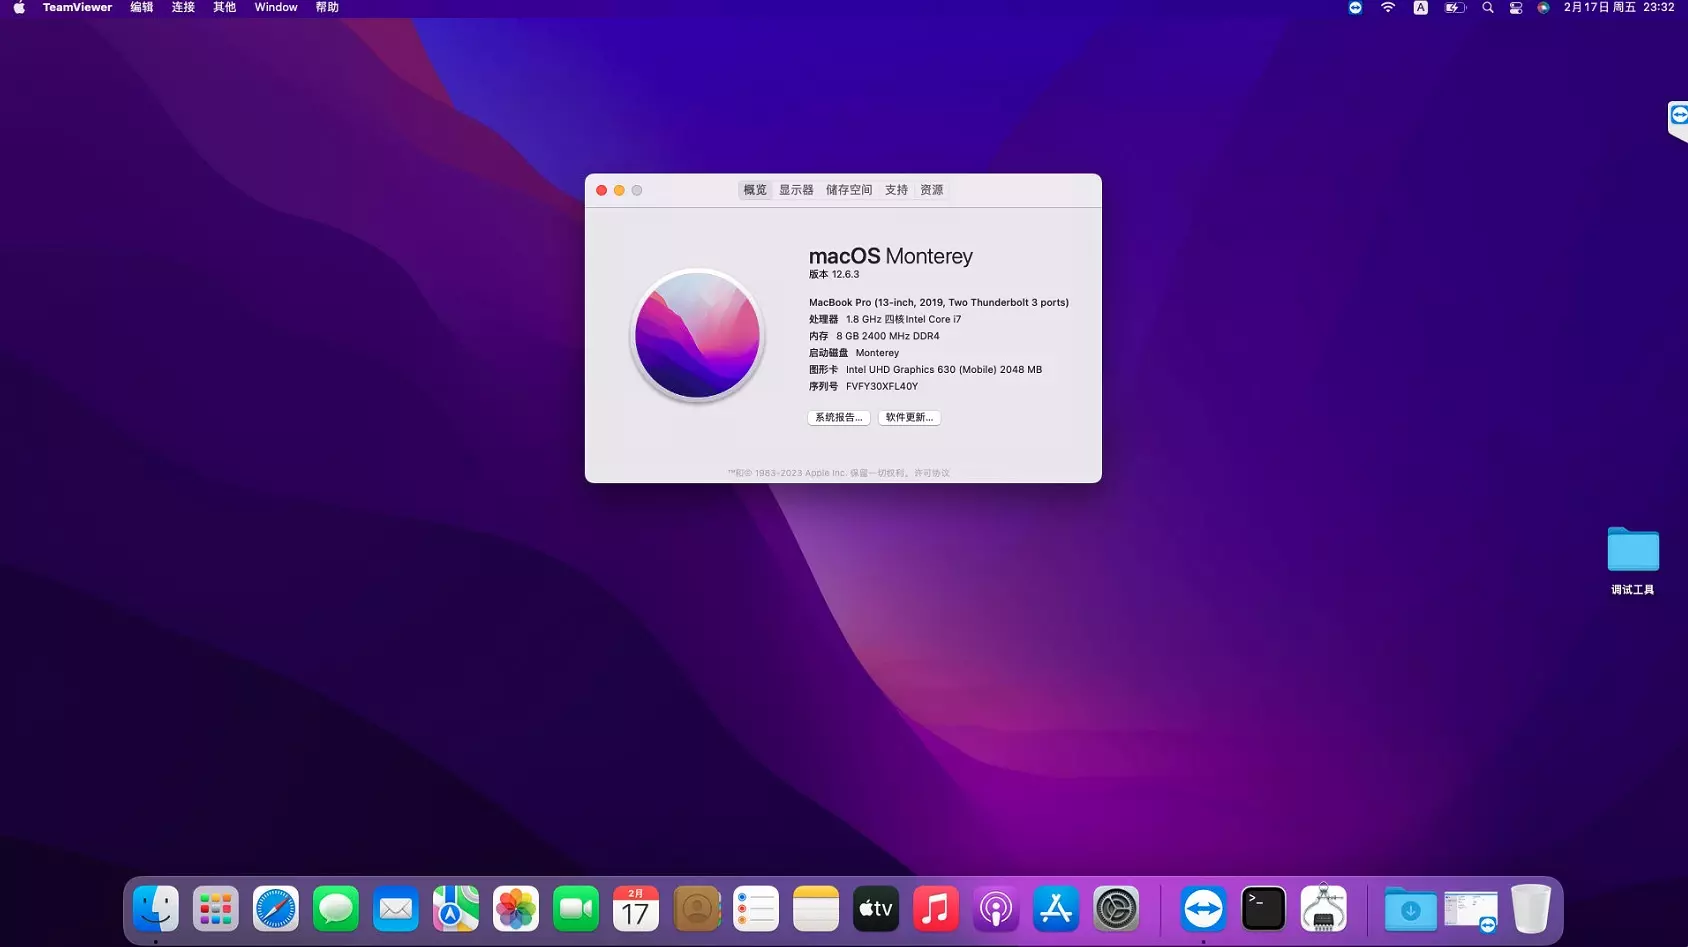 TeamViewer 编辑 连接 其他 Window 帮助 A 2月17日 周五 23:32
概览 显示器 储存空间 支持 资源
macOS Monterey
版本 12.6.3
MacBook Pro (13-inch, 2019, Two Thunderbolt 3 ports)
处理器 1.8 GHz 四核Intel Core i7
内存 8 GB 2400 MHz DDR4
启动磁盘 Monterey
图形卡 Intel UHD Graphics 630 (Mobile) 2048 MB
序列号 FVFY30XFL40Y
系统报告... 软件更新...
™和© 1983-2023 Apple Inc. 保留一切权利。许可协议
调试工具
2月
17
tv
>_